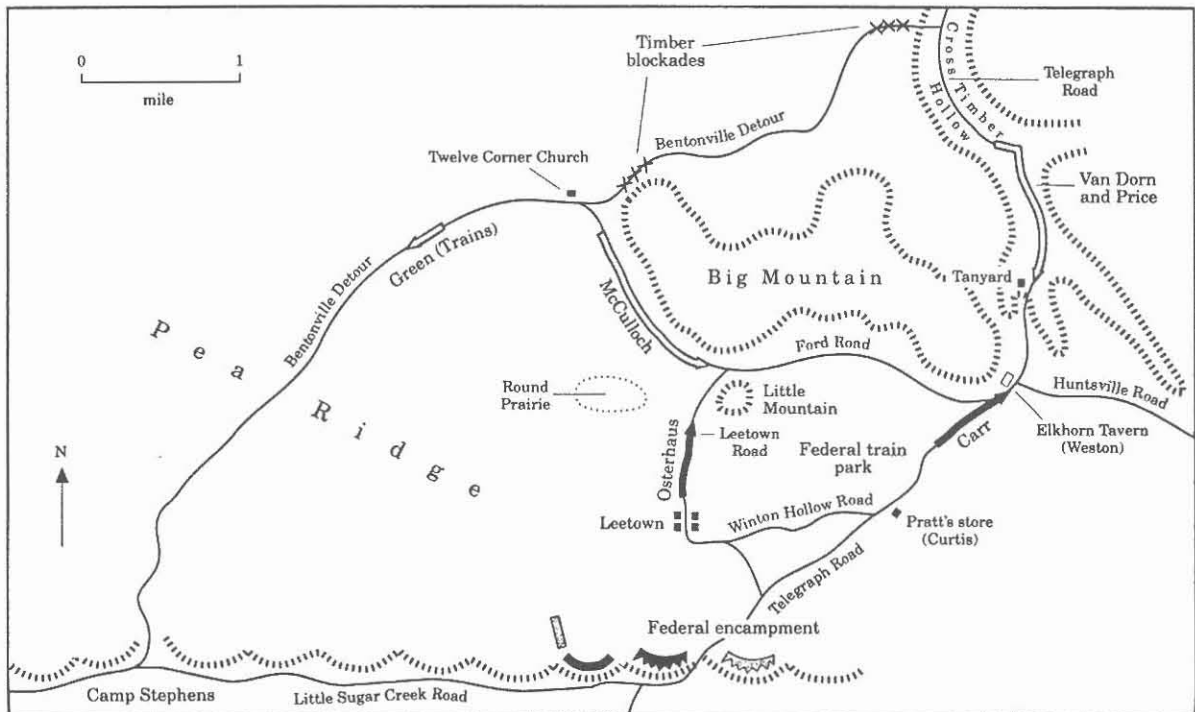 0 1
mile
Timber
blockades
Cross Timber
Hollow
Telegraph
Road
Bentonville Detour
Twelve Corner Church
Van Dorn
and Price
Green (Trains)
Big Mountain
Tanyard
McCulloch
Bentonville Detour
Pea
Ridge
Ford Road
Round
Prairie
Little
Mountain
Huntsville Road
Leetown
Road
Carr
Elkhorn Tavern
(Weston)
Federal train
park
Osterhaus
N
Leetown
Winton Hollow Road
Pratt's store
(Curtis)
Telegraph Road
Federal encampment
Camp Stephens
Little Sugar Creek Road